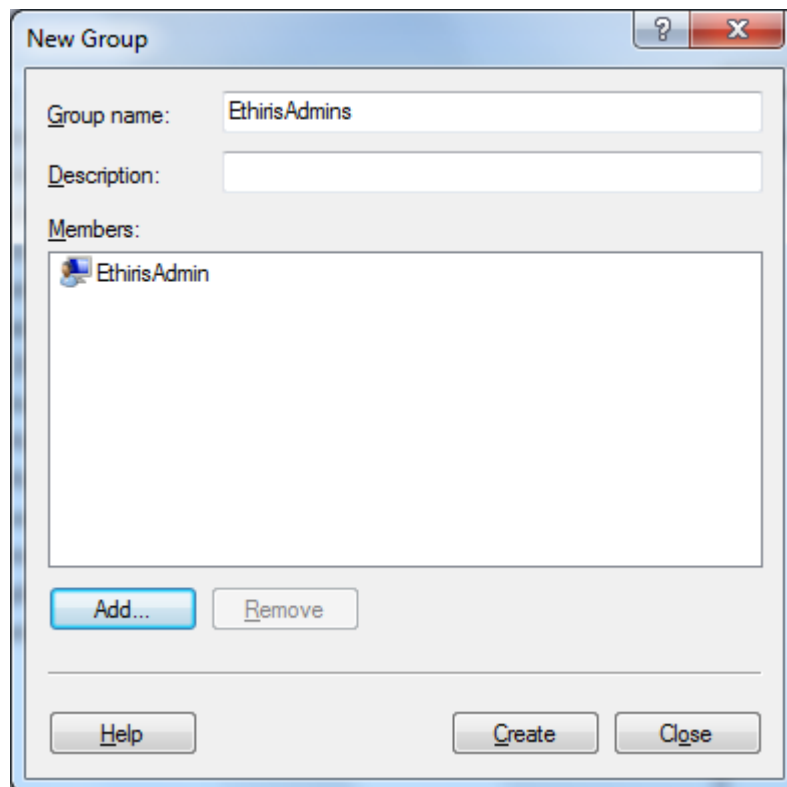 New Group
Group name: EthirisAdmins
Description:
Members:
EthirisAdmin
Add... Remove
Help Create Close